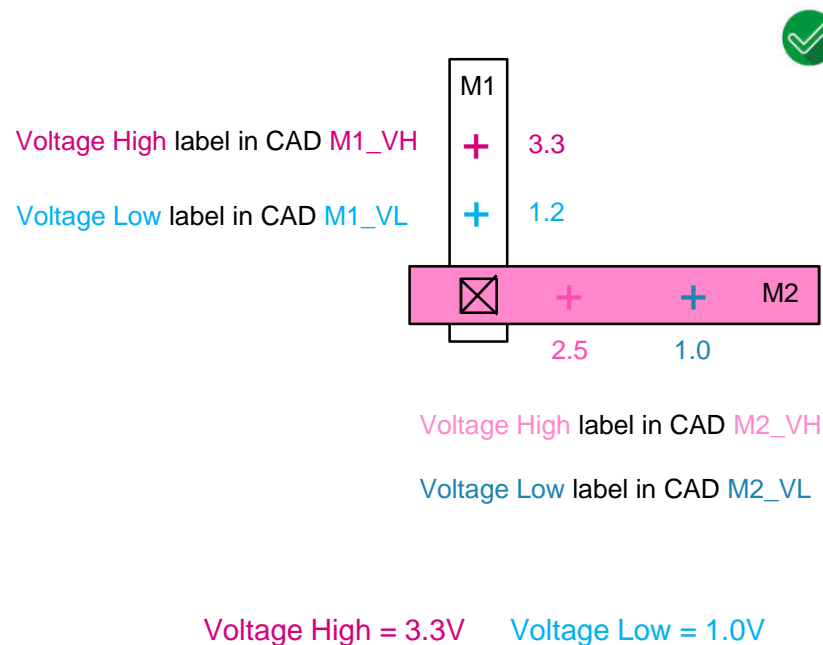 M1
Voltage High label in CAD M1_VH
3.3
Voltage Low label in CAD M1_VL
1.2
M2
2.5
1.0
Voltage High label in CAD M2_VH
Voltage Low label in CAD M2_VL
Voltage High = 3.3V Voltage Low = 1.0V